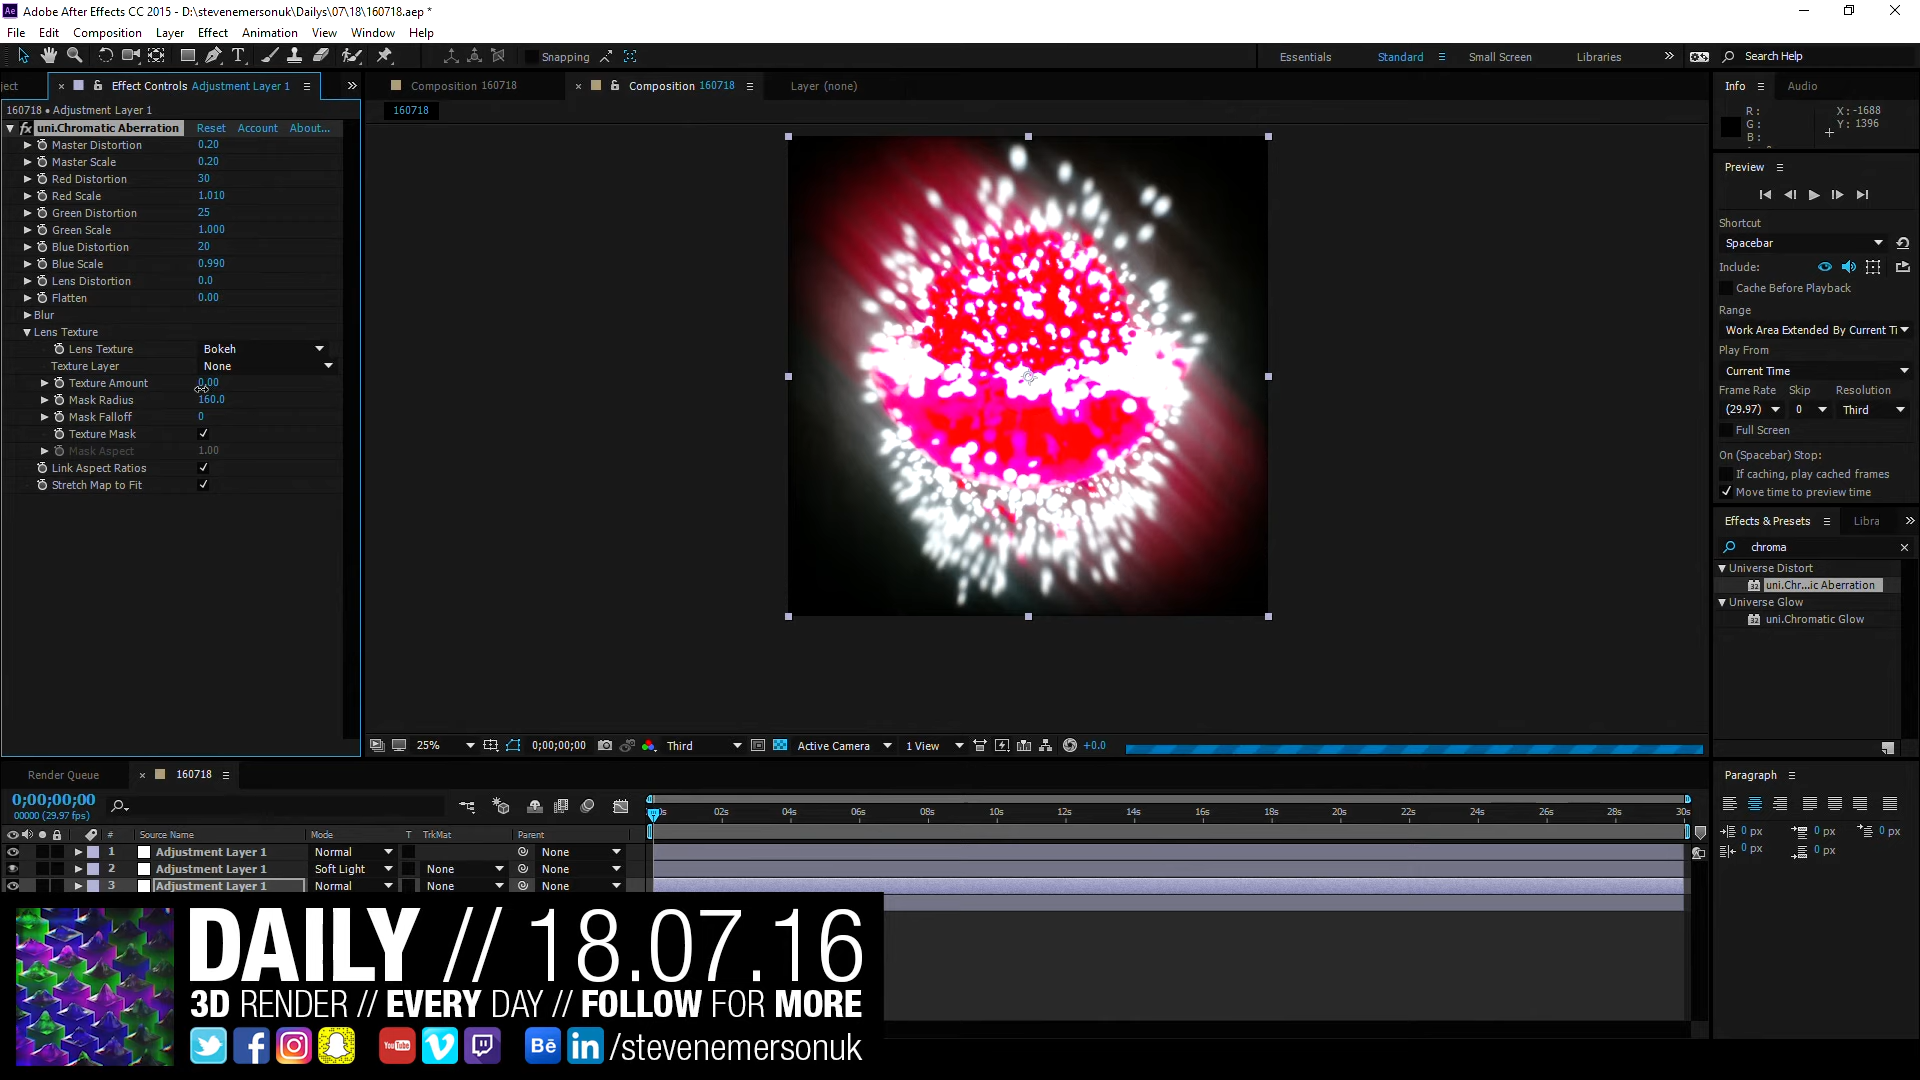 Adobe After Effects CC 2015 - D:\stevenemersonuk\Dailys\07\18\160718.aep *
File Edit Composition Layer Effect Animation View Window Help
Snapping
Essentials Standard Small Screen Libraries Search Help
ject Effect Controls Adjustment Layer 1
160718 • Adjustment Layer 1
fx uni.Chromatic Aberration Reset Account About...
Master Distortion 0.20
Master Scale 0.20
Red Distortion 30
Red Scale 1.010
Green Distortion 25
Green Scale 1.000
Blue Distortion 20
Blue Scale 0.990
Lens Distortion 0.0
Flatten 0.00
Blur
Lens Texture
Lens Texture Bokeh
Texture Layer None
Texture Amount 0.00
Mask Radius 160.0
Mask Falloff 0
Texture Mask
Mask Aspect 1.00
Link Aspect Ratios
Stretch Map to Fit
Composition 160718 Composition 160718 Layer (none)
160718
25% 0;00;00;00 Third Active Camera 1 View +0.0
Info Audio
R: X: -1688
G: Y: 1396
B:
Preview
Shortcut
Spacebar
Include:
Cache Before Playback
Range
Work Area Extended By Current Ti
Play From
Current Time
Frame Rate Skip Resolution
(29.97) 0 Third
Full Screen
On (Spacebar) Stop:
If caching, play cached frames
Move time to preview time
Effects & Presets Libra
chroma
Universe Distort
uni.Chr...ic Aberration
Universe Glow
uni.Chromatic Glow
Paragraph
0 px 0 px 0 px
0 px 0 px
Render Queue 160718
0;00;00;00
00000 (29.97 fps)
# Source Name Mode T TrkMat Parent
1 Adjustment Layer 1 Normal None
2 Adjustment Layer 1 Soft Light None None
3 Adjustment Layer 1 Normal None None
02s 04s 06s 08s 10s 12s 14s 16s 18s 20s 22s 24s 26s 28s 30s
DAILY // 18.07.16
3D RENDER // EVERY DAY // FOLLOW FOR MORE
You Tube Bē in /stevenemersonuk